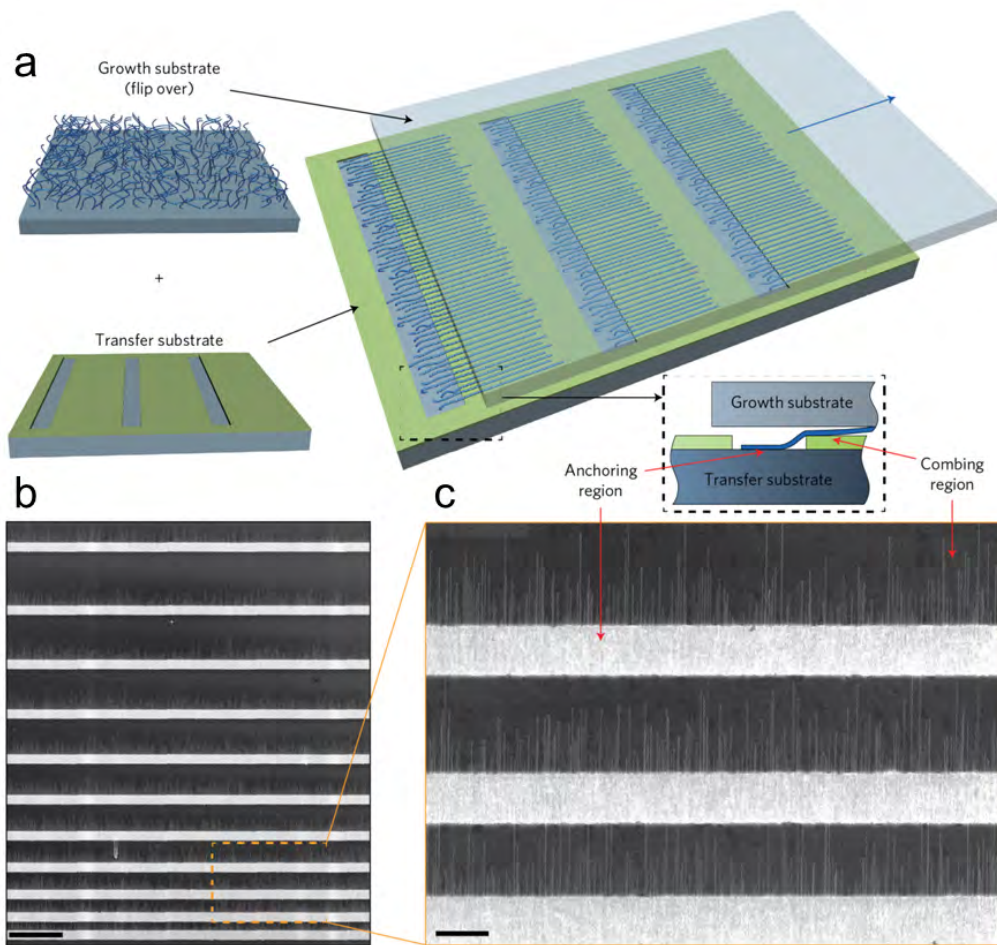 a
Growth substrate
(flip over)
+
Transfer substrate
Growth substrate
Anchoring
region
Transfer substrate
Combing
region
b
c